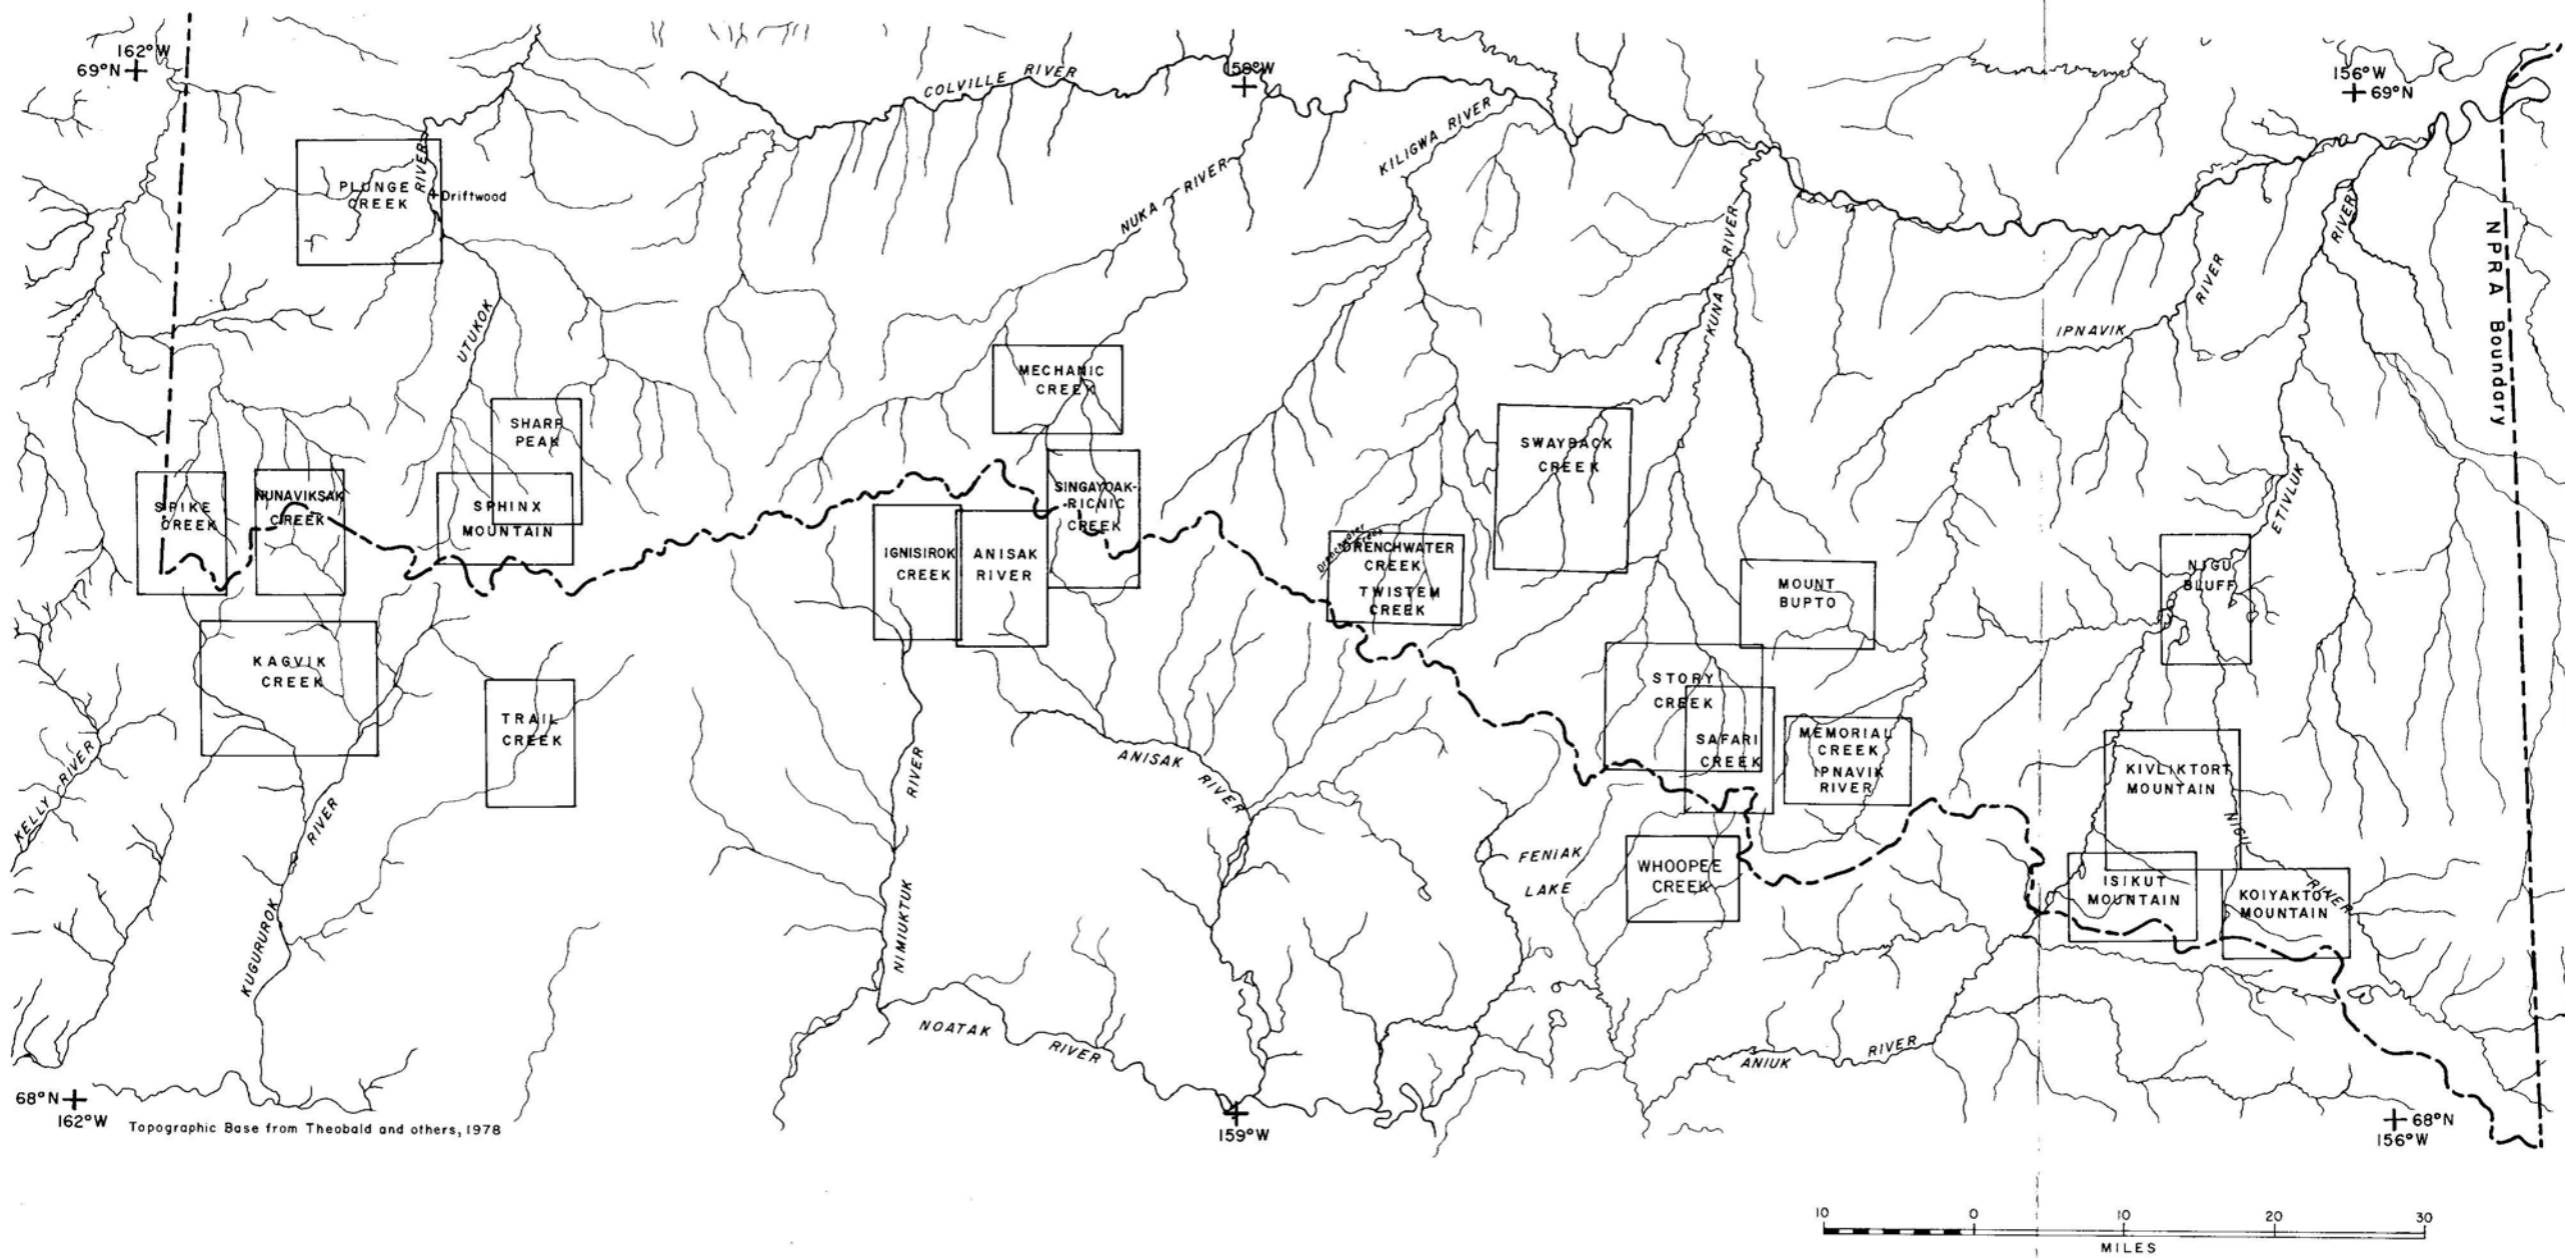 162°W
69°N
COLVILLE RIVER
159°W
156°W
69°N
PLUNGE
CREEK
RIVER
Driftwood
KILIGWA RIVER
NUKA RIVER
KUNA RIVER
RIVER
IPNAVIK
RIVER
NPRA Boundary
UTUKOK
MECHANIC
CREEK
SHARP
PEAK
SWAYBACK
CREEK
SPIKE
CREEK
NUNAVIKSAK
CREEK
SPHINX
MOUNTAIN
SINGAYOAK-
RICNIC
CREEK
ETIVLUK
IGNISIROK
CREEK
ANISAK
RIVER
Drenchwater
Creek
DRENCHWATER
CREEK
TWISTEM
CREEK
MOUNT
BUPTO
NIGU
BLUFF
KAGVIK
CREEK
STORY
CREEK
TRAIL
CREEK
SAFARI
CREEK
MEMORIAL
CREEK
IPNAVIK
RIVER
KIVLIKTORT
MOUNTAIN
KELLY RIVER
RIVER
RIVER
ANISAK RIVER
NIGU
FENIAK
LAKE
WHOOPEE
CREEK
ISIKUT
MOUNTAIN
KOIYAKTOT
MOUNTAIN
RIVER
KUGURUROK
NIMIUKTUK
NOATAK RIVER
ANIUK RIVER
68°N
162°W
Topographic Base from Theobald and others, 1978
159°W
68°N
156°W
10 0 10 20 30
MILES